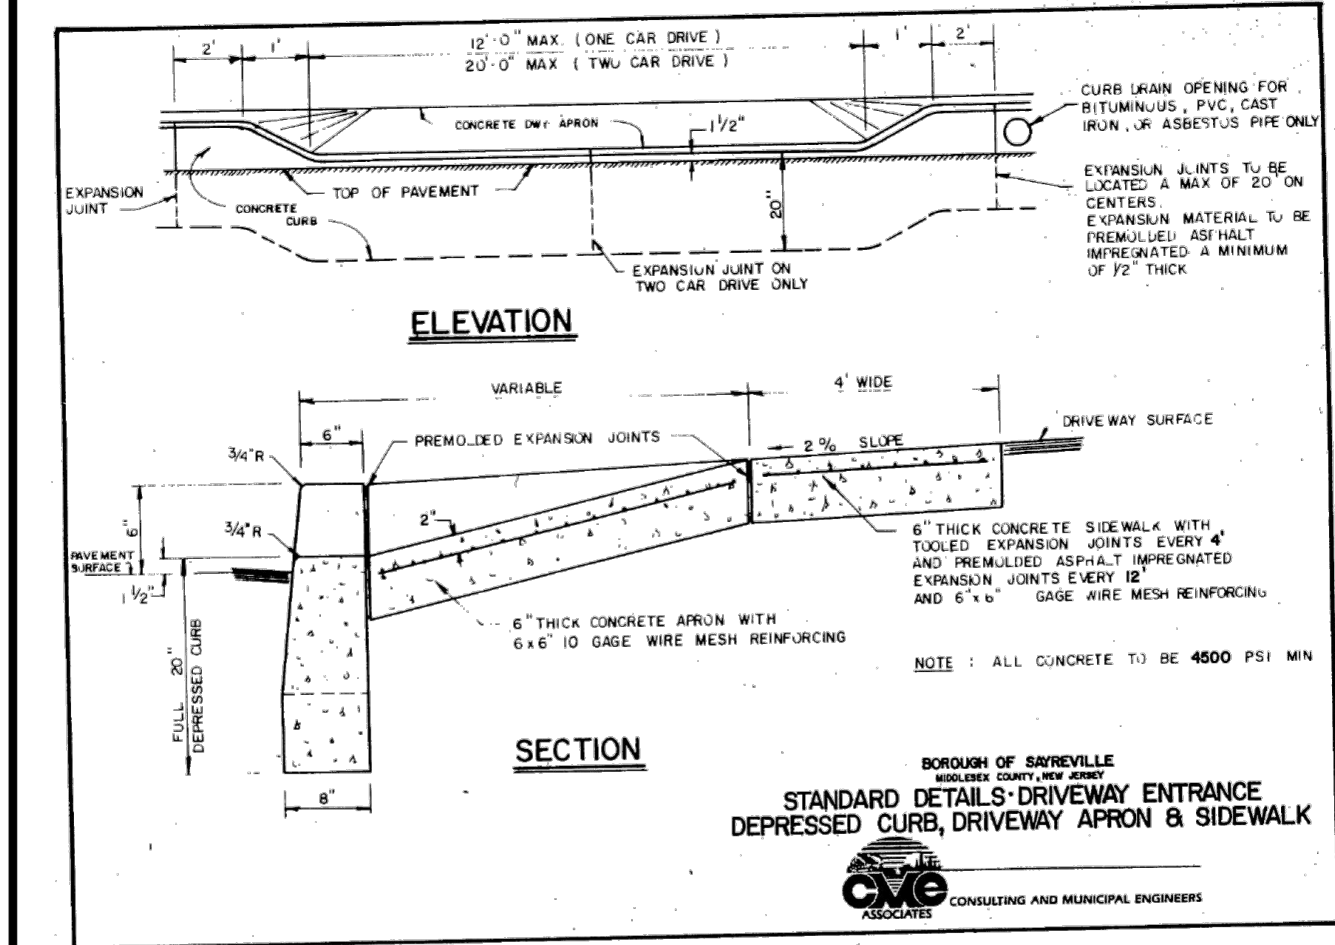 2'
1'
12'-0" MAX. (ONE CAR DRIVE)
20'-0" MAX (TWO CAR DRIVE)
1'
2'
CONCRETE DWY APRON
1 1/2"
CURB DRAIN OPENING FOR
BITUMINOUS, PVC, CAST
IRON, OR ASBESTUS PIPE ONLY
EXPANSION
JOINT
TOP OF PAVEMENT
CONCRETE
CURB
20"
EXPANSION JOINT ON
TWO CAR DRIVE ONLY
EXPANSION JOINTS TO BE
LOCATED A MAX OF 20' ON
CENTERS.
EXPANSION MATERIAL TO BE
PREMOLDED ASPHALT
IMPREGNATED A MINIMUM
OF 1/2" THICK
ELEVATION
VARIABLE
4' WIDE
6"
3/4"R
PREMOLDED EXPANSION JOINTS
2% SLOPE
DRIVEWAY SURFACE
6"
3/4"R
2"
PAVEMENT
SURFACE
1 1/2"
FULL 20"
DEPRESSED CURB
6" THICK CONCRETE APRON WITH
6x6" 10 GAGE WIRE MESH REINFORCING
6" THICK CONCRETE SIDEWALK WITH
TOOLED EXPANSION JOINTS EVERY 4'
AND PREMOLDED ASPHALT IMPREGNATED
EXPANSION JOINTS EVERY 12'
AND 6"x6" GAGE WIRE MESH REINFORCING
NOTE : ALL CONCRETE TO BE 4500 PSI MIN
8"
SECTION
BOROUGH OF SAYREVILLE
MIDDLESEX COUNTY, NEW JERSEY
STANDARD DETAILS·DRIVEWAY ENTRANCE
DEPRESSED CURB, DRIVEWAY APRON & SIDEWALK
CME
ASSOCIATES
CONSULTING AND MUNICIPAL ENGINEERS